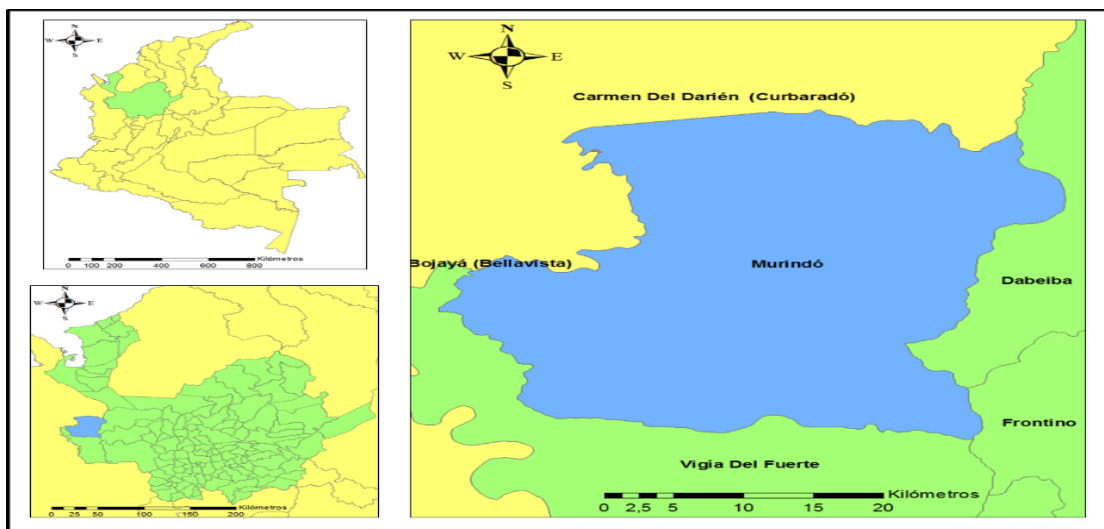 N
W E
S
Kilómetros
0 100 200 400 600 800
N
W E
S
Kilómetros
0 25 50 100 150 200
N
W E
S
Carmen Del Darién (Curbaradó)
Bojayá (Bellavista)
Murindó
Dabeiba
Frontino
Vigia Del Fuerte
Kilómetros
0 2,5 5 10 15 20